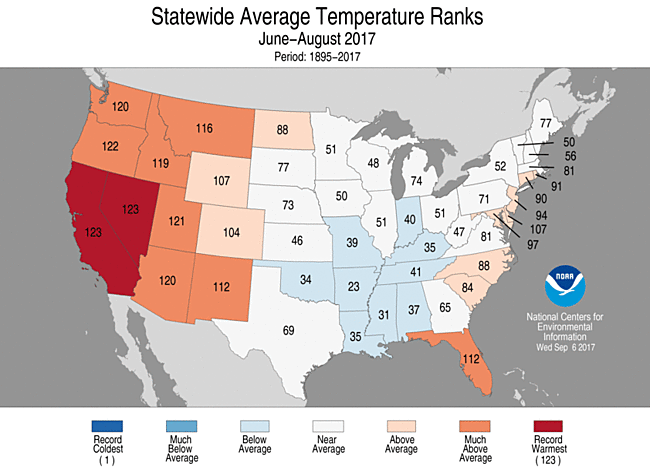 Statewide Average Temperature Ranks
June–August 2017
Period: 1895–2017
120
116
88
122
119
107
77
51
48
77
50
56
81
91
90
94
107
97
123
123
121
104
73
50
74
52
71
51
40
51
46
39
35
47
81
88
84
41
120
112
34
23
31
37
65
69
35
112
NOAA
National Centers for
Environmental
Information
Wed Sep 6 2017
Record
Coldest
( 1 )
Much
Below
Average
Below
Average
Near
Average
Above
Average
Much
Above
Average
Record
Warmest
( 123 )